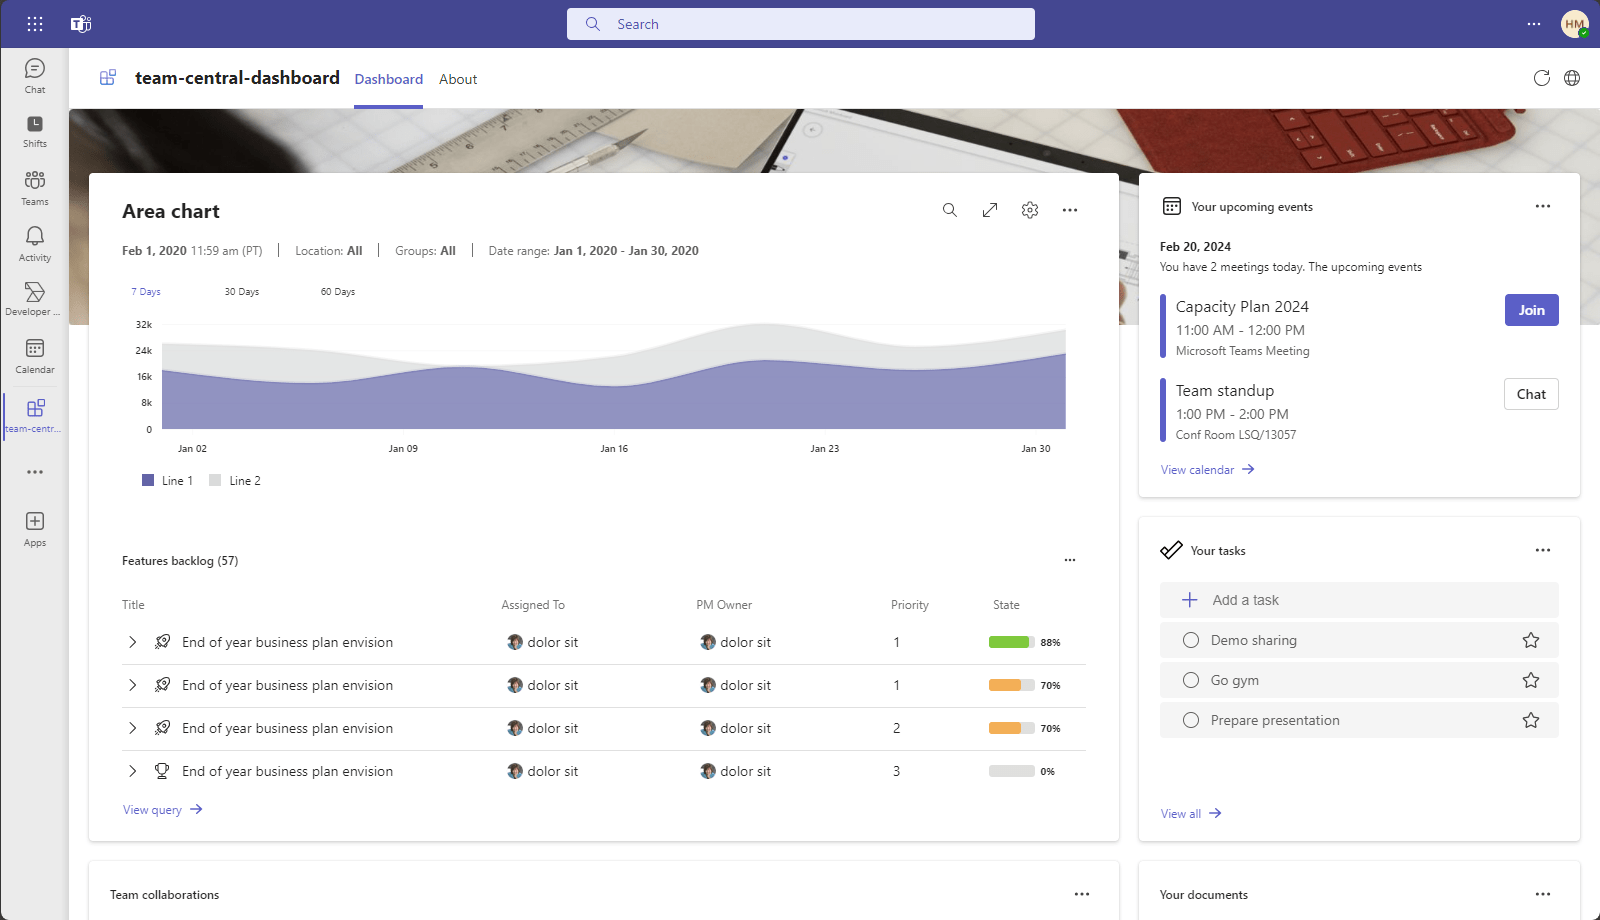 Search
HM
Chat
Shifts
Teams
Activity
Developer ...
Calendar
team-centr...
Apps
team-central-dashboard
Dashboard
About
Area chart
Feb 1, 2020 11:59 am (PT)
Location: All
Groups: All
Date range: Jan 1, 2020 - Jan 30, 2020
7 Days
30 Days
60 Days
32k
24k
16k
8k
0
Jan 02
Jan 09
Jan 16
Jan 23
Jan 30
Line 1
Line 2
Features backlog (57)
Title
Assigned To
PM Owner
Priority
State
End of year business plan envision
dolor sit
dolor sit
1
88%
End of year business plan envision
dolor sit
dolor sit
1
70%
End of year business plan envision
dolor sit
dolor sit
2
70%
End of year business plan envision
dolor sit
dolor sit
3
0%
View query
Your upcoming events
Feb 20, 2024
You have 2 meetings today. The upcoming events
Capacity Plan 2024
11:00 AM - 12:00 PM
Microsoft Teams Meeting
Join
Team standup
1:00 PM - 2:00 PM
Conf Room LSQ/13057
Chat
View calendar
Your tasks
Add a task
Demo sharing
Go gym
Prepare presentation
View all
Team collaborations
Your documents